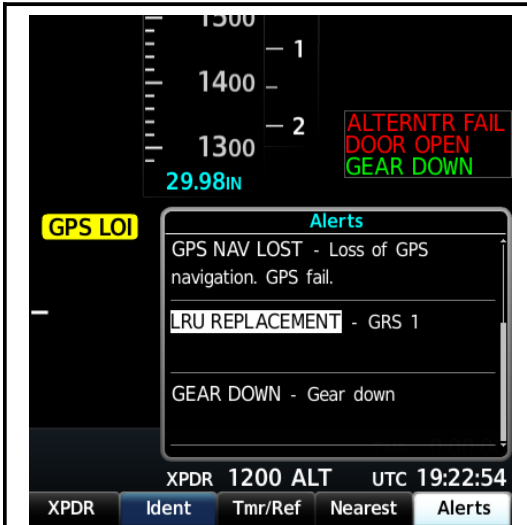 1500
1
1400
2
1300
29.98IN
ALTERNTR FAIL
DOOR OPEN
GEAR DOWN
GPS LOI
Alerts
GPS NAV LOST - Loss of GPS
navigation. GPS fail.
LRU REPLACEMENT - GRS 1
GEAR DOWN - Gear down
XPDR 1200 ALT UTC 19:22:54
XPDR Ident Tmr/Ref Nearest Alerts